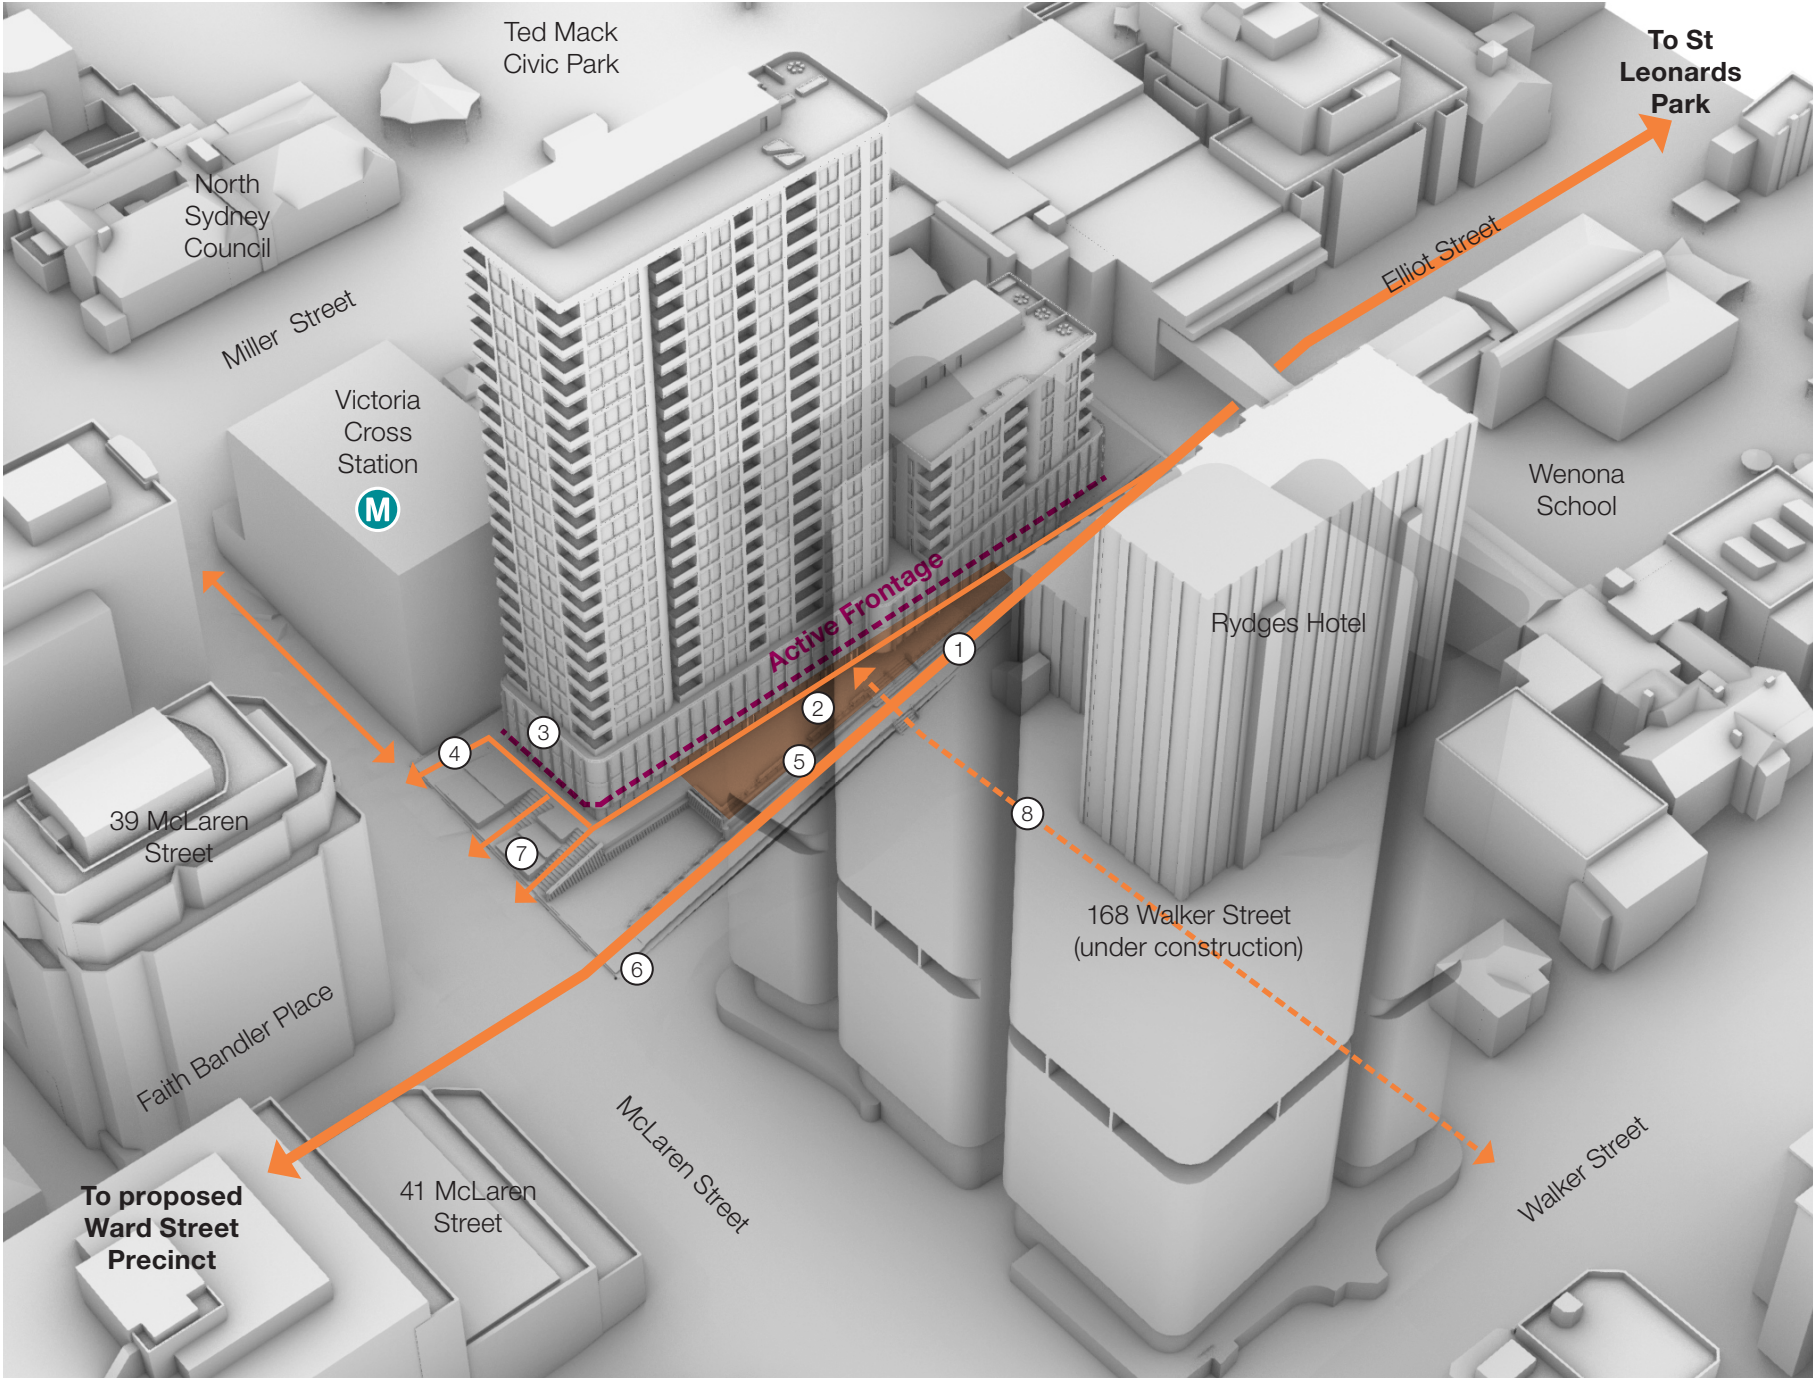 Ted Mack
Civic Park
To St
Leonards
Park
North
Sydney
Council
Elliot Street
Miller Street
Victoria
Cross
Station
M
Wenona
School
Active Frontage
Rydges Hotel
1
2
3
4
5
8
39 McLaren
Street
7
168 Walker Street
(under construction)
6
Faith Bandler Place
McLaren Street
Walker Street
To proposed
Ward Street
Precinct
41 McLaren
Street